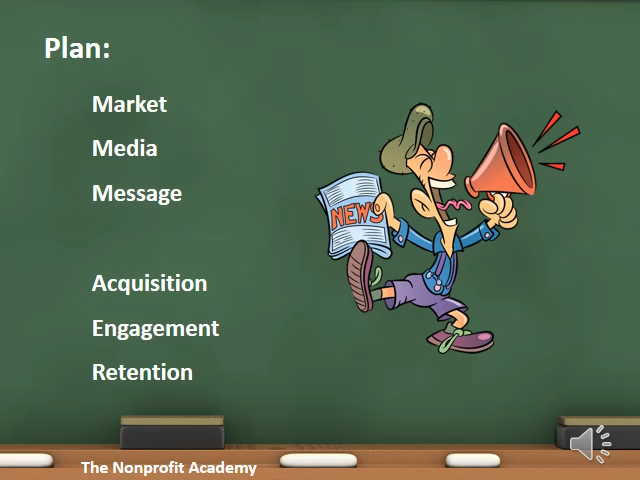 Plan:
Market
Media
Message
NEWS
Acquisition
Engagement
Retention
The Nonprofit Academy